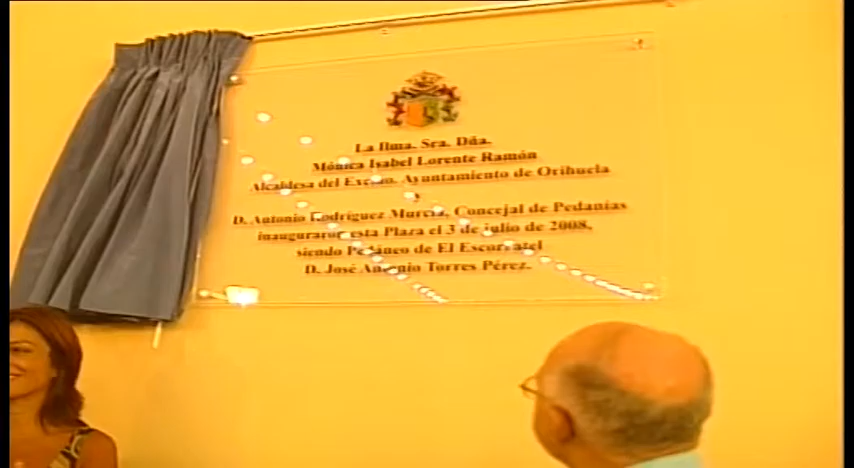 La Ilma. Sra. Dña.
Mónica Isabel Lorente Ramón
Alcaldesa del Excmo. Ayuntamiento de Orihuela
y
D. Antonio Rodríguez Murcia, Concejal de Pedanías
inauguraron esta Plaza el 3 de julio de 2008,
siendo Pedáneo de El Escorratel
D. José Antonio Torres Pérez.